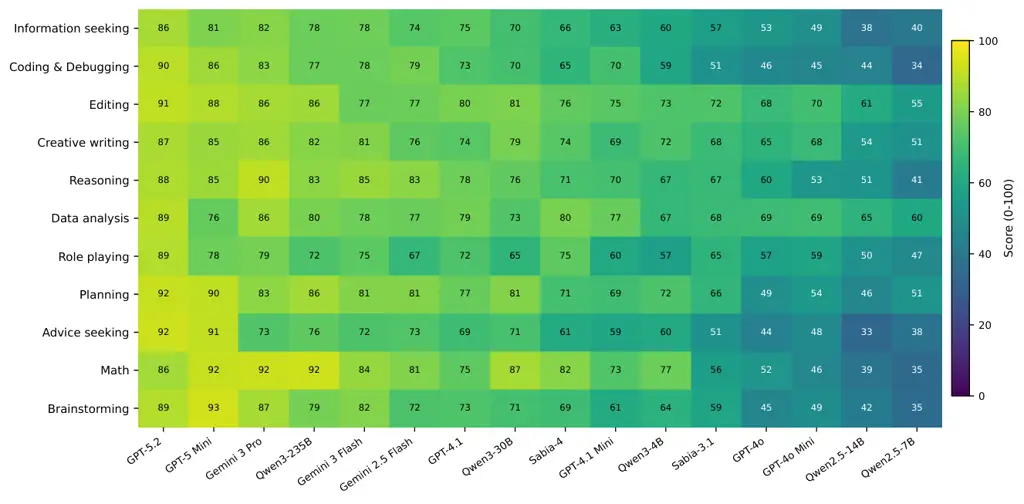 Information seeking 86 81 82 78 78 74 75 70 66 63 60 57 53 49 38 40
100
Coding & Debugging 90 86 83 77 78 79 73 70 65 70 59 51 46 45 44 34
Editing 91 88 86 86 77 77 80 81 76 75 73 72 68 70 61 55
80
Creative writing 87 85 86 82 81 76 74 79 74 69 72 68 65 68 54 51
Reasoning 88 85 90 83 85 83 78 76 71 70 67 67 60 53 51 41
60
Data analysis 89 76 86 80 78 77 79 73 80 77 67 68 69 69 65 60
Score (0-100)
Role playing 89 78 79 72 75 67 72 65 75 60 57 65 57 59 50 47
40
Planning 92 90 83 86 81 81 77 81 71 69 72 66 49 54 46 51
Advice seeking 92 91 73 76 72 73 69 71 61 59 60 51 44 48 33 38
20
Math 86 92 92 92 84 81 75 87 82 73 77 56 52 46 39 35
0
Brainstorming 89 93 87 79 82 72 73 71 69 61 64 59 45 49 42 35
GPT-5.2
GPT-5 Mini
Gemini 3 Pro
Qwen3-235B
Gemini 3 Flash
Gemini 2.5 Flash
GPT-4.1
Qwen3-30B
Sabia-4
GPT-4.1 Mini
Qwen3-4B
Sabia-3.1
GPT-4o
GPT-4o Mini
Qwen2.5-14B
Qwen2.5-7B